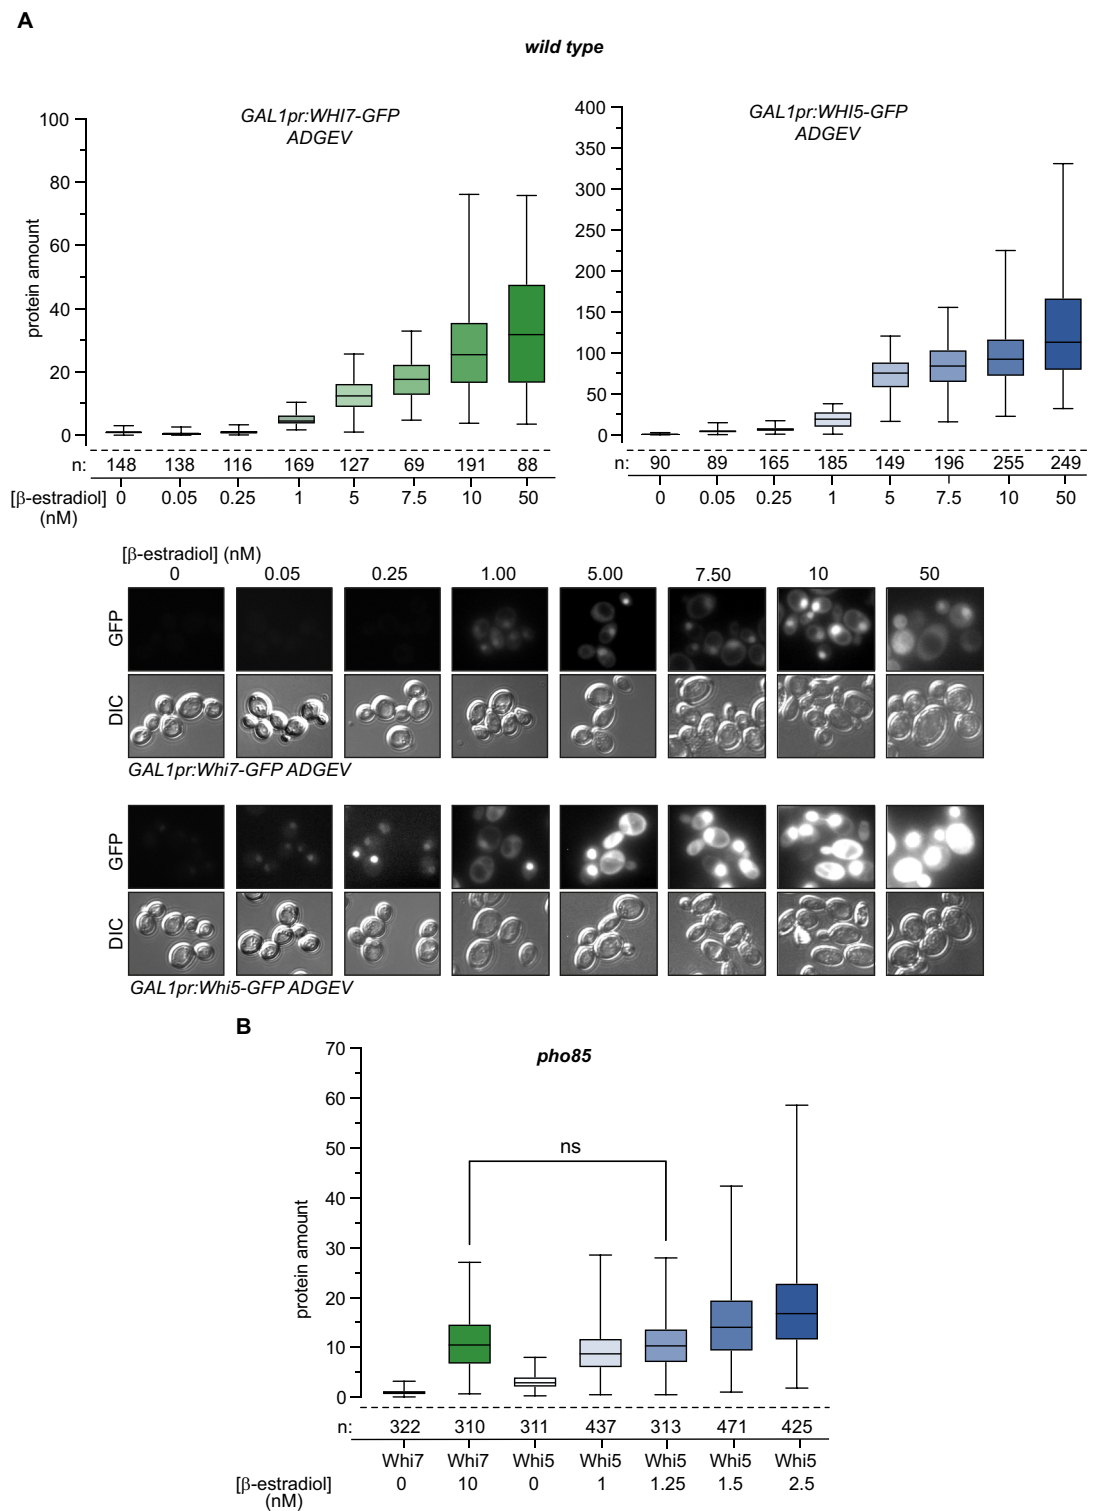 A
wild type
GAL1pr:WHI7-GFP
ADGEV
100
80
60
40
20
0
protein amount
n: 148 138 116 169 127 69 191 88
[β-estradiol] 0 0.05 0.25 1 5 7.5 10 50
(nM)
GAL1pr:WHI5-GFP
ADGEV
400
350
300
250
200
150
100
50
0
n: 90 89 165 185 149 196 255 249
0 0.05 0.25 1 5 7.5 10 50
[β-estradiol] (nM)
0 0.05 0.25 1.00 5.00 7.50 10 50
GFP
DIC
GAL1pr:Whi7-GFP ADGEV
GFP
DIC
GAL1pr:Whi5-GFP ADGEV
B
pho85
70
60
50
40
30
20
10
0
protein amount
ns
n: 322 310 311 437 313 471 425
Whi7 Whi7 Whi5 Whi5 Whi5 Whi5 Whi5
[β-estradiol] 0 10 0 1 1.25 1.5 2.5
(nM)